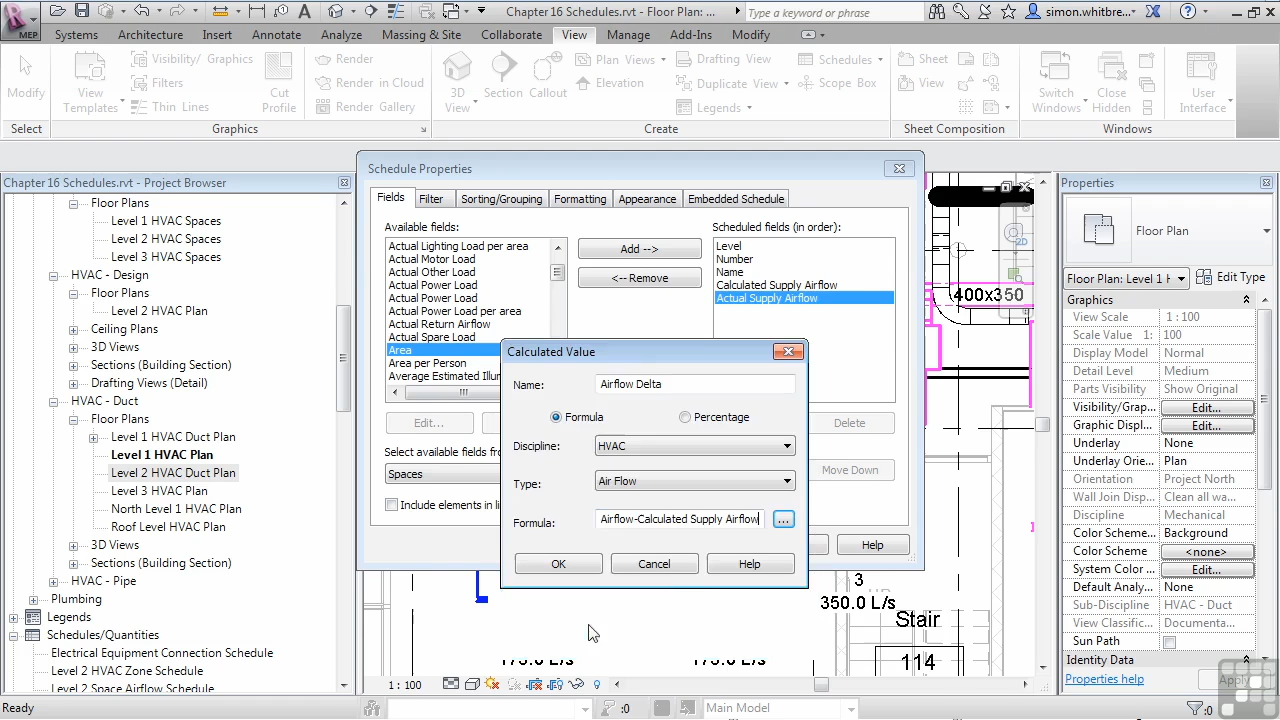 Chapter 16 Schedules.rvt - Floor Plan: ...
Type a keyword or phrase
simon.whitbre...
MEP
Systems
Architecture
Insert
Annotate
Analyze
Massing & Site
Collaborate
View
Manage
Add-Ins
Modify
Modify
View Templates
Visibility/ Graphics
Filters
Thin Lines
Cut Profile
Render
Render in Cloud
Render Gallery
3D View
Section
Callout
Plan Views
Elevation
Drafting View
Duplicate View
Legends
Schedules
Scope Box
Sheet
View
Switch Windows
Close Hidden
User Interface
Select
Graphics
Create
Sheet Composition
Windows
Chapter 16 Schedules.rvt - Project Browser
Floor Plans
Level 1 HVAC Spaces
Level 2 HVAC Spaces
Level 3 HVAC Spaces
HVAC - Design
Floor Plans
Level 1 HVAC Plan
Ceiling Plans
3D Views
Sections (Building Section)
Drafting Views (Detail)
HVAC - Duct
Floor Plans
Level 1 HVAC Duct Plan
Level 1 HVAC Plan
Level 2 HVAC Duct Plan
Level 3 HVAC Plan
North Level 1 HVAC Plan
Roof HVAC Plan
3D Views
Sections (Building Section)
HVAC - Pipe
Plumbing
Legends
Schedules/Quantities
Electrical Equipment Connection Schedule
Level 2 HVAC Zone Schedule
Level 2 Space Airflow Schedule
Schedule Properties
Fields
Filter
Sorting/Grouping
Formatting
Appearance
Embedded Schedule
Available fields:
Actual Lighting Load per area
Actual Motor Load
Actual Other Load
Actual Power Load
Actual Power Load
Actual Power Load per area
Actual Return Airflow
Actual Spare Load
Area
Area per Person
Average Estimated Illum
Add -->
<-- Remove
Scheduled fields (in order):
Level
Number
Name
Calculated Supply Airflow
Actual Supply Airflow
Edit...
Delete
Select available fields fro
Spaces
Move Down
Include elements in li
Help
Calculated Value
Name:
Airflow Delta
Formula
Percentage
Discipline:
HVAC
Type:
Air Flow
Formula:
Airflow-Calculated Supply Airflow
...
OK
Cancel
Help
2D
400x350
3
350.0 L/s
Stair
114
175.0 L/s
175.0 L/s
Properties
Floor Plan
Floor Plan: Level 1 H
Edit Type
Graphics
View Scale 1 : 100
Scale Value 1: 100
Display Model Normal
Detail Level Medium
Parts Visibility Show Original
Visibility/Grap... Edit...
Graphic Displ... Edit...
Underlay None
Underlay Orie... Plan
Wall Join Displ... Clean all wa...
Discipline Mechanical
Show Hidden ... By Discipline
Color Scheme ... Background
Color Scheme <none>
System Color ... Edit...
Default Analy... None
Sub-Discipline HVAC - Duct
View Classific... Documenta...
Sun Path
Identity Data
Properties help
Apply
1 : 100
Ready
:0
Main Model
:0